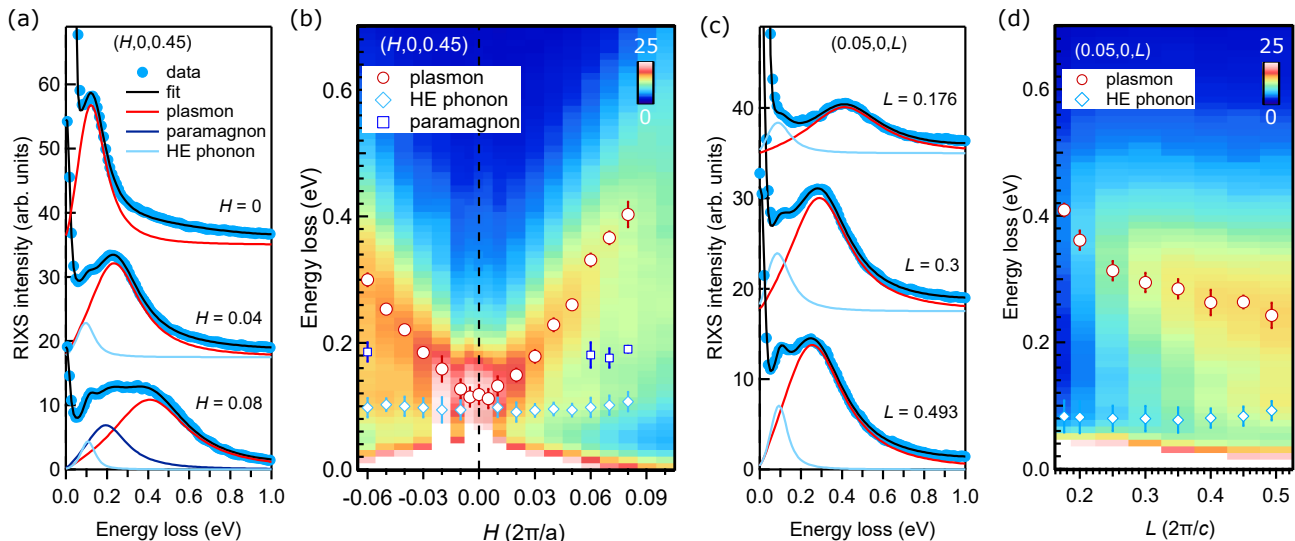 (a)
(H,0,0.45)
data
fit
plasmon
paramagnon
HE phonon
H = 0
H = 0.04
H = 0.08
RIXS intensity (arb. units)
60
50
40
30
20
10
0
0.0 0.2 0.4 0.6 0.8 1.0
Energy loss (eV)
(b)
(H,0,0.45)
25
0
plasmon
HE phonon
paramagnon
Energy loss (eV)
0.6
0.4
0.2
0.0
-0.06 -0.03 0.00 0.03 0.06 0.09
H (2π/a)
(c)
(0.05,0,L)
L = 0.176
L = 0.3
L = 0.493
RIXS intensity (arb. units)
40
30
20
10
0
0.0 0.2 0.4 0.6 0.8 1.0
Energy loss (eV)
(d)
(0.05,0,L)
25
0
plasmon
HE phonon
Energy loss (eV)
0.6
0.4
0.2
0.0
0.2 0.3 0.4 0.5
L (2π/c)